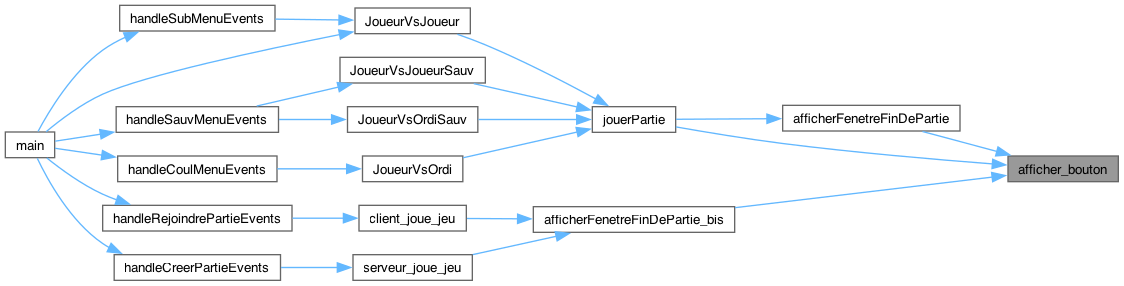 handleSubMenuEvents
JoueurVsJoueur
JoueurVsJoueurSauv
handleSauvMenuEvents
JoueurVsOrdiSauv
jouerPartie
afficherFenetreFinDePartie
main
handleCoulMenuEvents
JoueurVsOrdi
afficher_bouton
handleRejoindrePartieEvents
client_joue_jeu
afficherFenetreFinDePartie_bis
handleCreerPartieEvents
serveur_joue_jeu